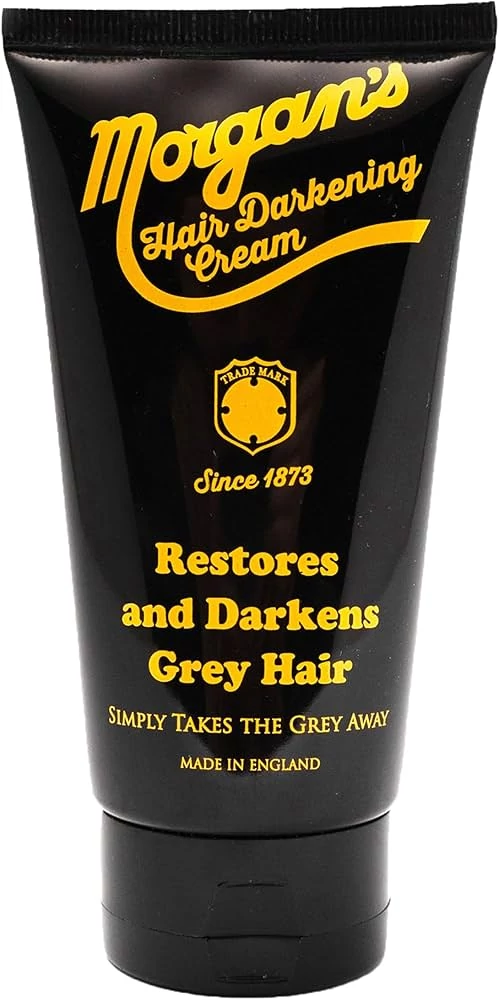 Morgan's
Hair Darkening
Cream
TRADE MARK
Since 1873
Restores
and Darkens
Grey Hair
SIMPLY TAKES THE GREY AWAY
MADE IN ENGLAND